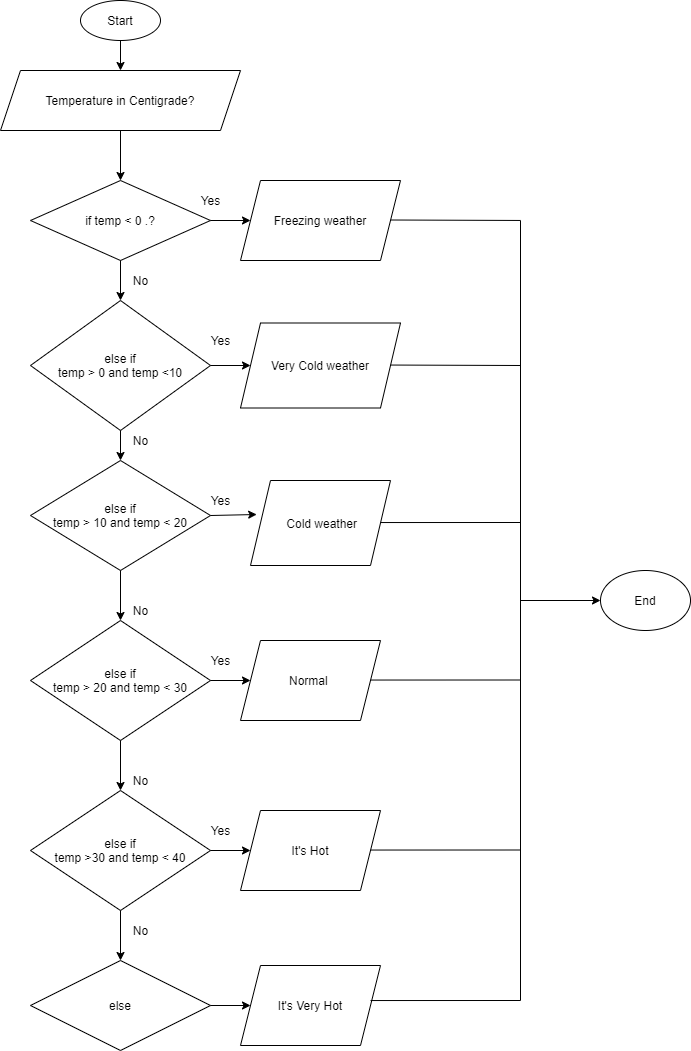 Start
Temperature in Centigrade?
if temp < 0 .?
Yes
Freezing weather
No
else if
temp > 0 and temp <10
Yes
Very Cold weather
No
else if
temp > 10 and temp < 20
Yes
Cold weather
No
End
else if
temp > 20 and temp < 30
Yes
Normal
No
else if
temp >30 and temp < 40
Yes
It's Hot
No
else
It's Very Hot